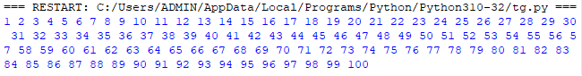 === RESTART: C:/Users/ADMIN/AppData/Local/Programs/Python/Python310-32/tg.py ===
1 2 3 4 5 6 7 8 9 10 11 12 13 14 15 16 17 18 19 20 21 22 23 24 25 26 27 28 29 30
31 32 33 34 35 36 37 38 39 40 41 42 43 44 45 46 47 48 49 50 51 52 53 54 55 56 5
7 58 59 60 61 62 63 64 65 66 67 68 69 70 71 72 73 74 75 76 77 78 79 80 81 82 83
84 85 86 87 88 89 90 91 92 93 94 95 96 97 98 99 100